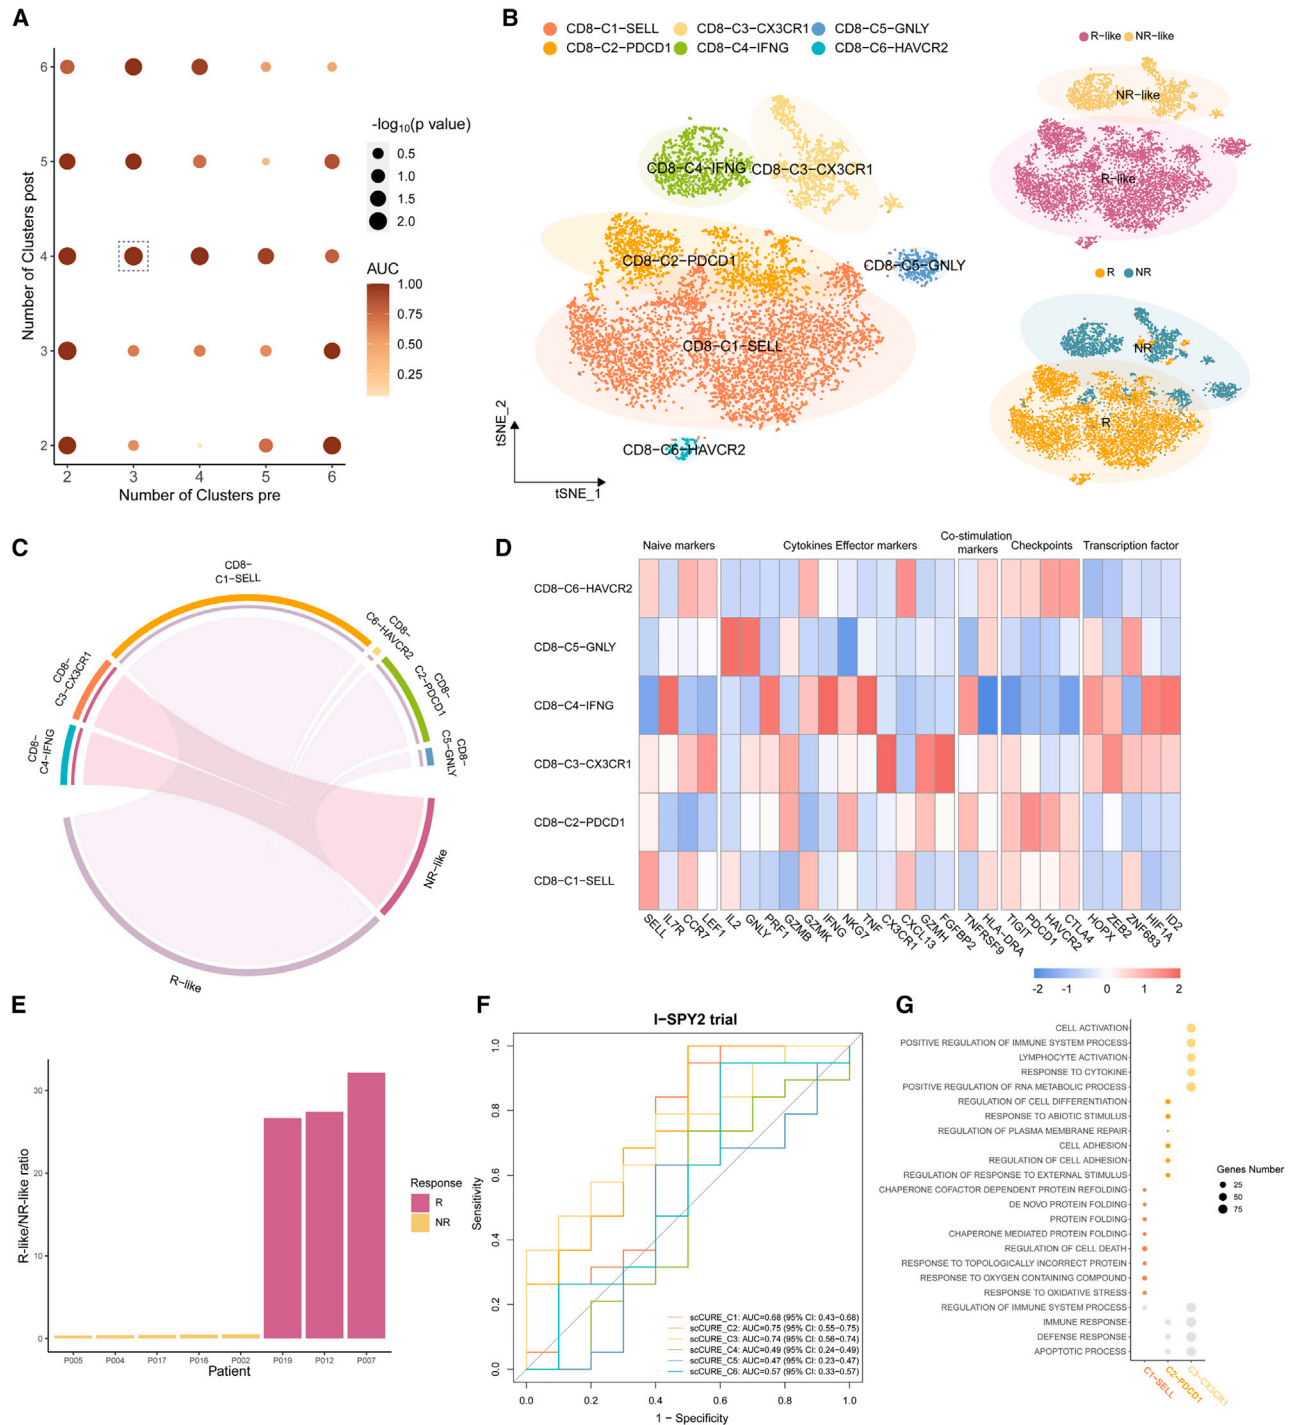 A
6
5
4
3
2
2 3 4 5 6
Number of Clusters post
Number of Clusters pre
-log10(p value)
0.5
1.0
1.5
2.0
AUC
1.00
0.75
0.50
0.25
B
CD8-C1-SELL CD8-C3-CX3CR1 CD8-C5-GNLY
CD8-C2-PDCD1 CD8-C4-IFNG CD8-C6-HAVCR2
CD8-C4-IFNG CD8-C3-CX3CR1
CD8-C2-PDCD1 CD8-C5-GNLY
CD8-C1-SELL
CD8-C6-HAVCR2
tSNE_2
tSNE_1
R-like NR-like
NR-like
R-like
R NR
NR
R
C
CD8-
C1-SELL
CD8-
C6-HAVCR2
CD8-
C2-PDCD1
CD8-
C5-GNLY
CD8-
C3-CX3CR1
CD8-
C4-IFNG
NR-like
R-like
D
Naive markers Cytokines Effector markers Co-stimulation
markers Checkpoints Transcription factor
CD8-C6-HAVCR2
CD8-C5-GNLY
CD8-C4-IFNG
CD8-C3-CX3CR1
CD8-C2-PDCD1
CD8-C1-SELL
SELL IL7R CCR7 LEF1 IL2 GNLY PRF1 GZMB GZMK IFNG NKG7 TNF CX3CR1 CXCL13 GZMH FGFBP2 TNFRSF9 HLA-DRA TIGIT PDCD1 HAVCR2 CTLA4 HOPX ZEB2 ZNF683 HIF1A ID2
-2 -1 0 1 2
E
R-like/NR-like ratio
30
20
10
0
P005 P004 P017 P016 P002 P019 P012 P007
Patient
Response
R
NR
F
I-SPY2 trial
Sensitivity
1.0
0.8
0.6
0.4
0.2
0.0
scCURE_C1: AUC=0.68 (95% CI: 0.43-0.68)
scCURE_C2: AUC=0.75 (95% CI: 0.55-0.75)
scCURE_C3: AUC=0.74 (95% CI: 0.56-0.74)
scCURE_C4: AUC=0.49 (95% CI: 0.24-0.49)
scCURE_C5: AUC=0.47 (95% CI: 0.23-0.47)
scCURE_C6: AUC=0.57 (95% CI: 0.33-0.57)
0.0 0.2 0.4 0.6 0.8 1.0
1 - Specificity
G
CELL ACTIVATION
POSITIVE REGULATION OF IMMUNE SYSTEM PROCESS
LYMPHOCYTE ACTIVATION
RESPONSE TO CYTOKINE
POSITIVE REGULATION OF RNA METABOLIC PROCESS
REGULATION OF CELL DIFFERENTIATION
RESPONSE TO ABIOTIC STIMULUS
REGULATION OF PLASMA MEMBRANE REPAIR
CELL ADHESION
REGULATION OF CELL ADHESION
REGULATION OF RESPONSE TO EXTERNAL STIMULUS
CHAPERONE COFACTOR DEPENDENT PROTEIN REFOLDING
DE NOVO PROTEIN FOLDING
PROTEIN FOLDING
CHAPERONE MEDIATED PROTEIN FOLDING
REGULATION OF CELL DEATH
RESPONSE TO TOPOLOGICALLY INCORRECT PROTEIN
RESPONSE TO OXYGEN CONTAINING COMPOUND
RESPONSE TO OXIDATIVE STRESS
REGULATION OF IMMUNE SYSTEM PROCESS
IMMUNE RESPONSE
DEFENSE RESPONSE
APOPTOTIC PROCESS
C1-SELL C2-PDCD1 C3-CX3CR1
Genes Number
25
50
75